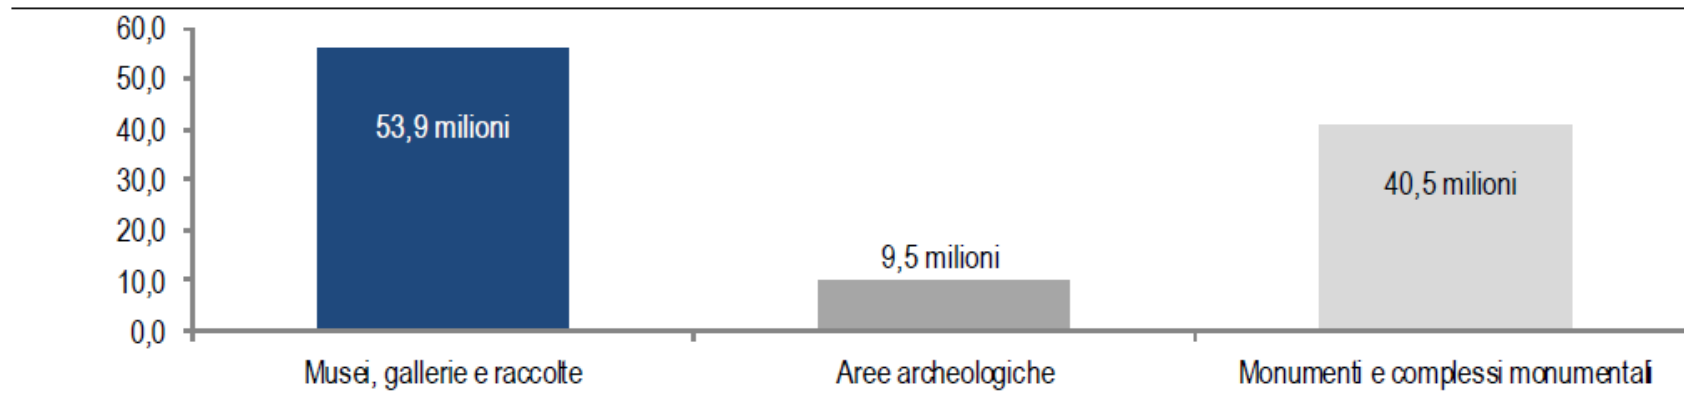 60,0
50,0
40,0
30,0
20,0
10,0
0,0
53,9 milioni
9,5 milioni
40,5 milioni
Musei, gallerie e raccolte
Aree archeologiche
Monumenti e complessi monumentali